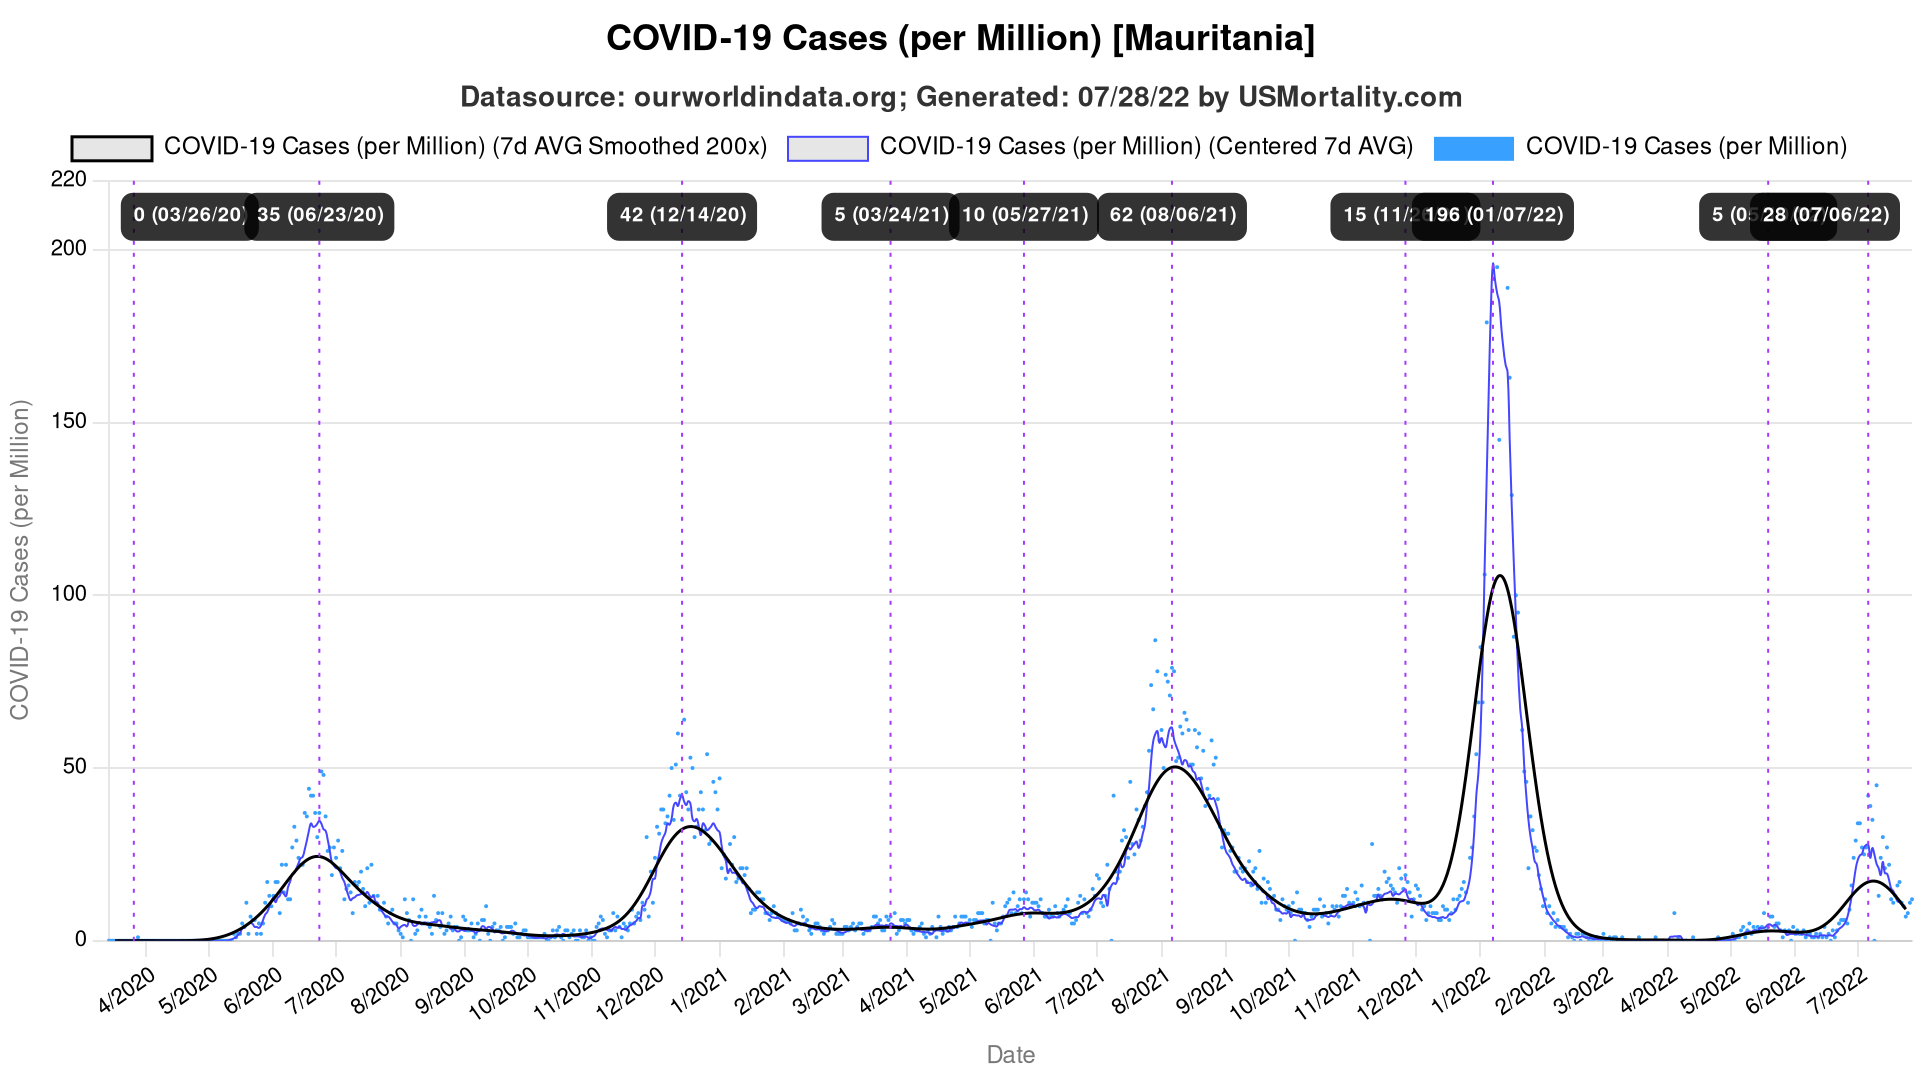 COVID-19 Cases (per Million) [Mauritania]
Datasource: ourworldindata.org; Generated: 07/28/22 by USMortality.com
COVID-19 Cases (per Million) (7d AVG Smoothed 200x) COVID-19 Cases (per Million) (Centered 7d AVG) COVID-19 Cases (per Million)
220
0 (03/26/20) 35 (06/23/20) 42 (12/14/20) 5 (03/24/21) 10 (05/27/21) 62 (08/06/21) 15 (11/ 196 (01/07/22) 5 ( 28 (07/06/22)
200
150
100
50
0
COVID-19 Cases (per Million)
4/2020 5/2020 6/2020 7/2020 8/2020 9/2020 10/2020 11/2020 12/2020 1/2021 2/2021 3/2021 4/2021 5/2021 6/2021 7/2021 8/2021 9/2021 10/2021 11/2021 12/2021 1/2022 2/2022 3/2022 4/2022 5/2022 6/2022 7/2022
Date